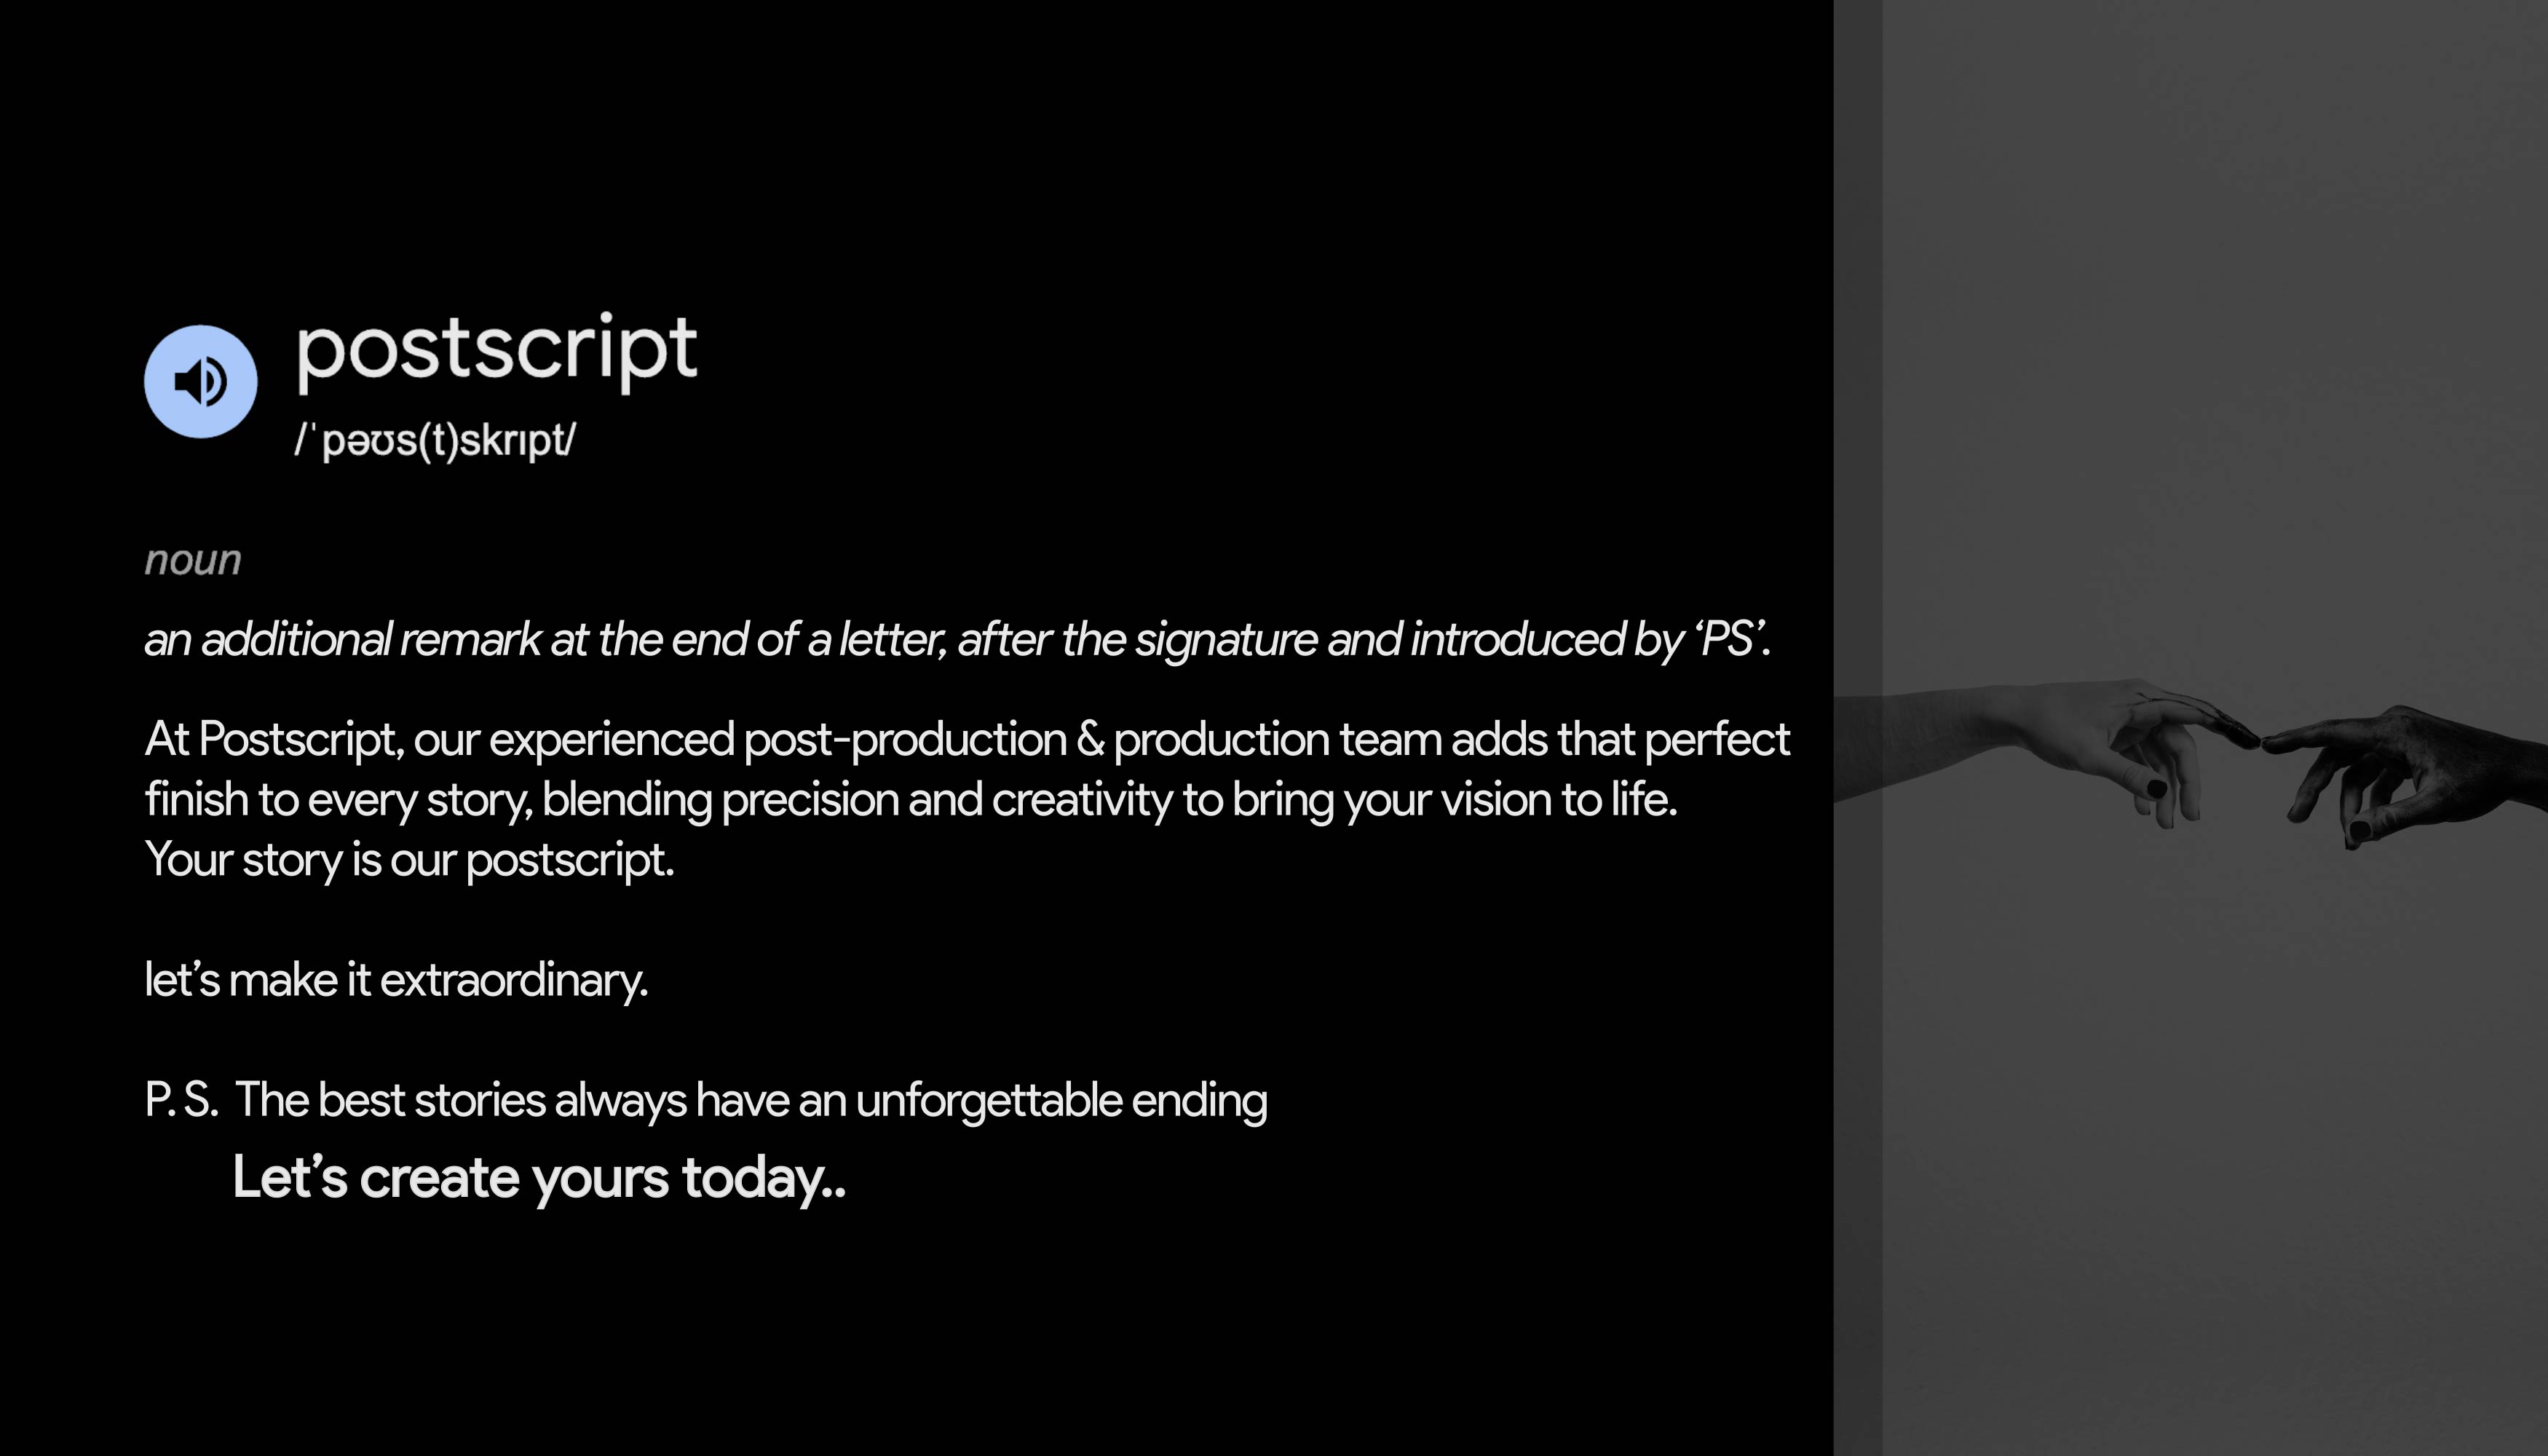 postscript
/ˈpəʊs(t)skrɪpt/
noun
an additional remark at the end of a letter, after the signature and introduced by ‘PS’.
At Postscript, our experienced post-production & production team adds that perfect
finish to every story, blending precision and creativity to bring your vision to life.
Your story is our postscript.
let’s make it extraordinary.
P. S. The best stories always have an unforgettable ending
Let’s create yours today..